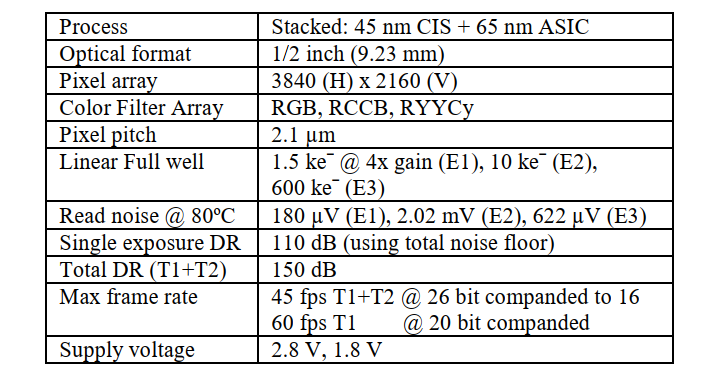 Process Stacked: 45 nm CIS + 65 nm ASIC
Optical format 1/2 inch (9.23 mm)
Pixel array 3840 (H) x 2160 (V)
Color Filter Array RGB, RCCB, RYYCy
Pixel pitch 2.1 µm
Linear Full well 1.5 ke⁻ @ 4x gain (E1), 10 ke⁻ (E2),
600 ke⁻ (E3)
Read noise @ 80ºC 180 µV (E1), 2.02 mV (E2), 622 µV (E3)
Single exposure DR 110 dB (using total noise floor)
Total DR (T1+T2) 150 dB
Max frame rate 45 fps T1+T2 @ 26 bit companded to 16
60 fps T1 @ 20 bit companded
Supply voltage 2.8 V, 1.8 V